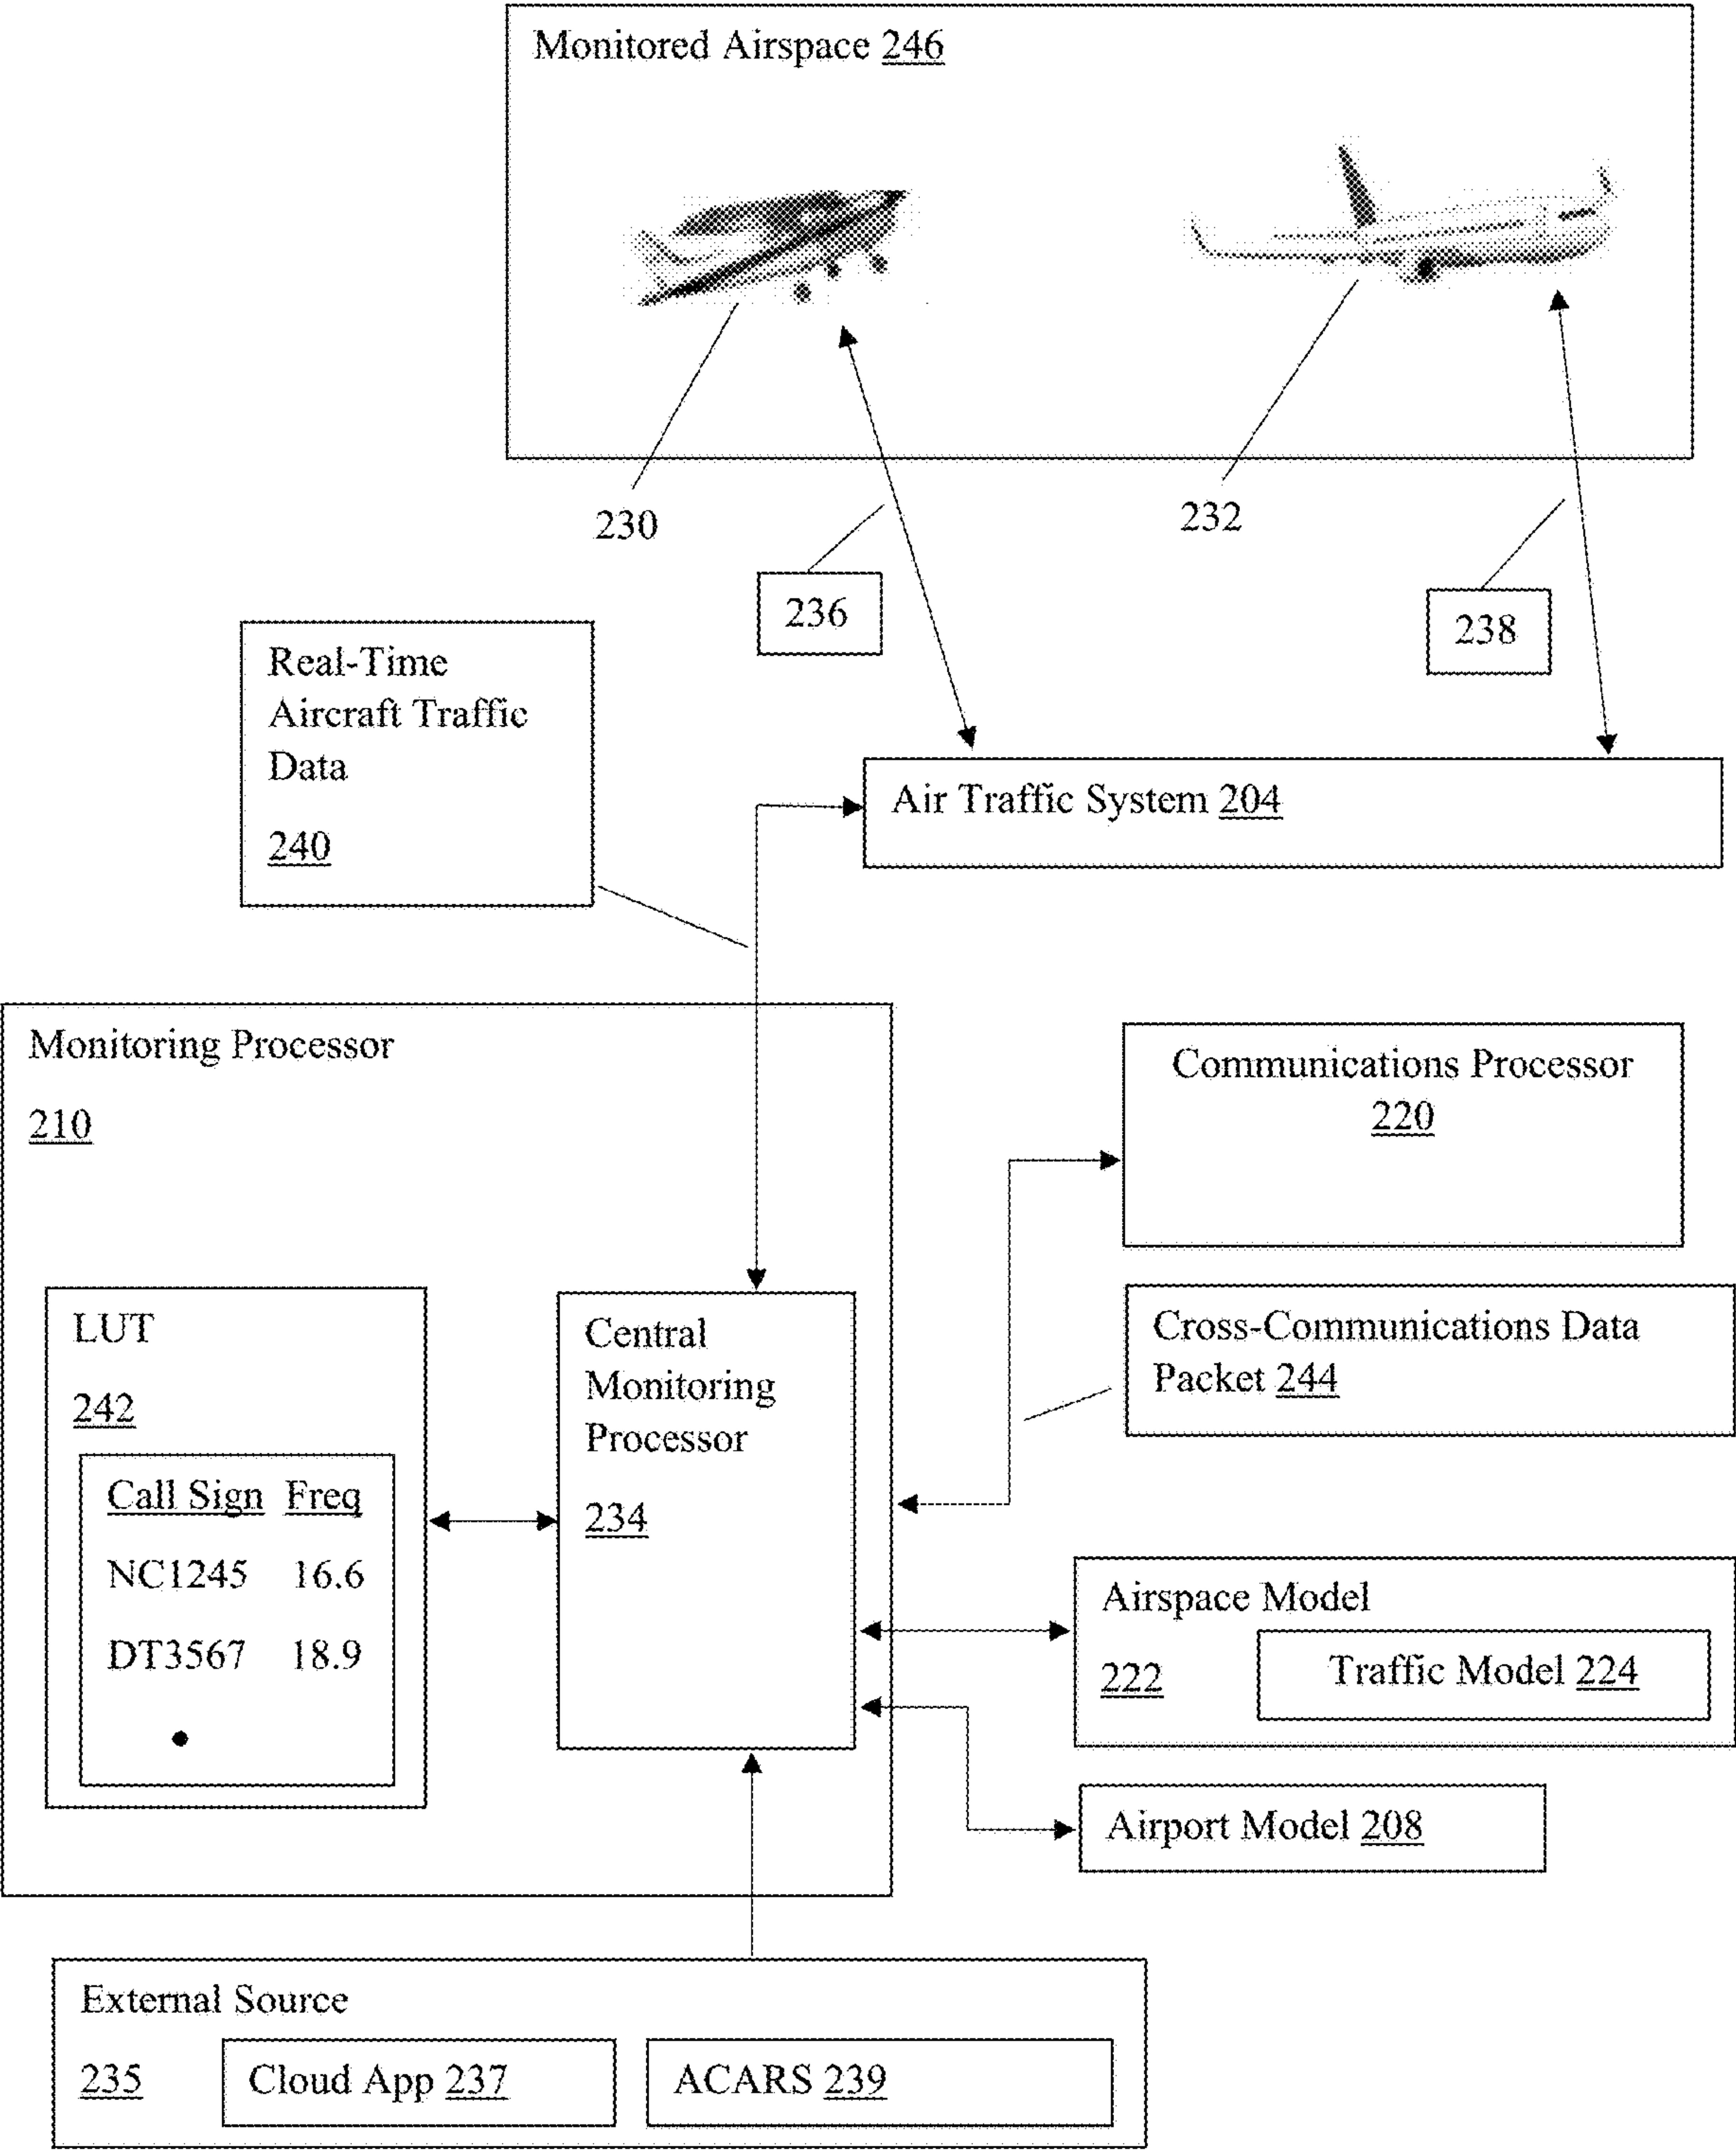 Monitored Airspace 246
230
232
236
238
Real-Time
Aircraft Traffic
Data
240
Air Traffic System 204
Monitoring Processor
210
Communications Processor
220
LUT
242
Call Sign Freq
NC1245 16.6
DT3567 18.9
Central
Monitoring
Processor
234
Cross-Communications Data
Packet 244
Airspace Model
222
Traffic Model 224
Airport Model 208
External Source
235
Cloud App 237
ACARS 239